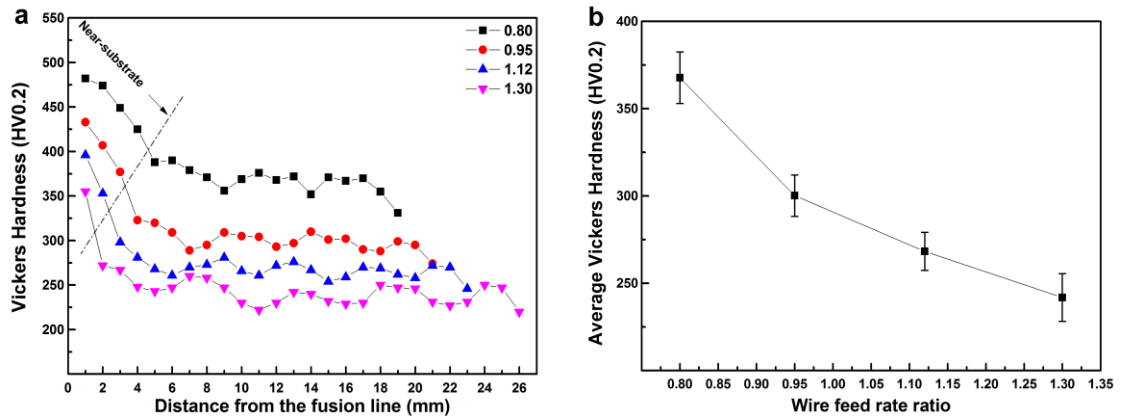 a
550
500
450
400
350
300
250
200
Vickers Hardness (HV0.2)
Near-substrate
0.80
0.95
1.12
1.30
0 2 4 6 8 10 12 14 16 18 20 22 24 26
Distance from the fusion line (mm)
b
400
350
300
250
Average Vickers Hardness (HV0.2)
0.80 0.85 0.90 0.95 1.00 1.05 1.10 1.15 1.20 1.25 1.30 1.35
Wire feed rate ratio